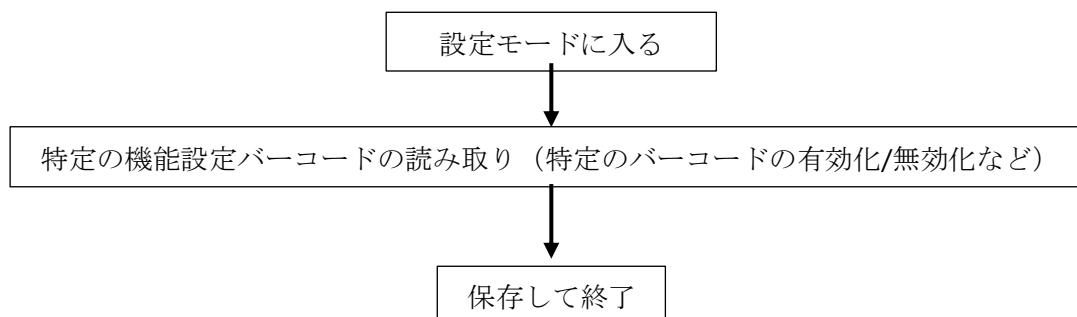 設定モードに入る
特定の機能設定バーコードの読み取り（特定のバーコードの有効化/無効化など）
保存して終了